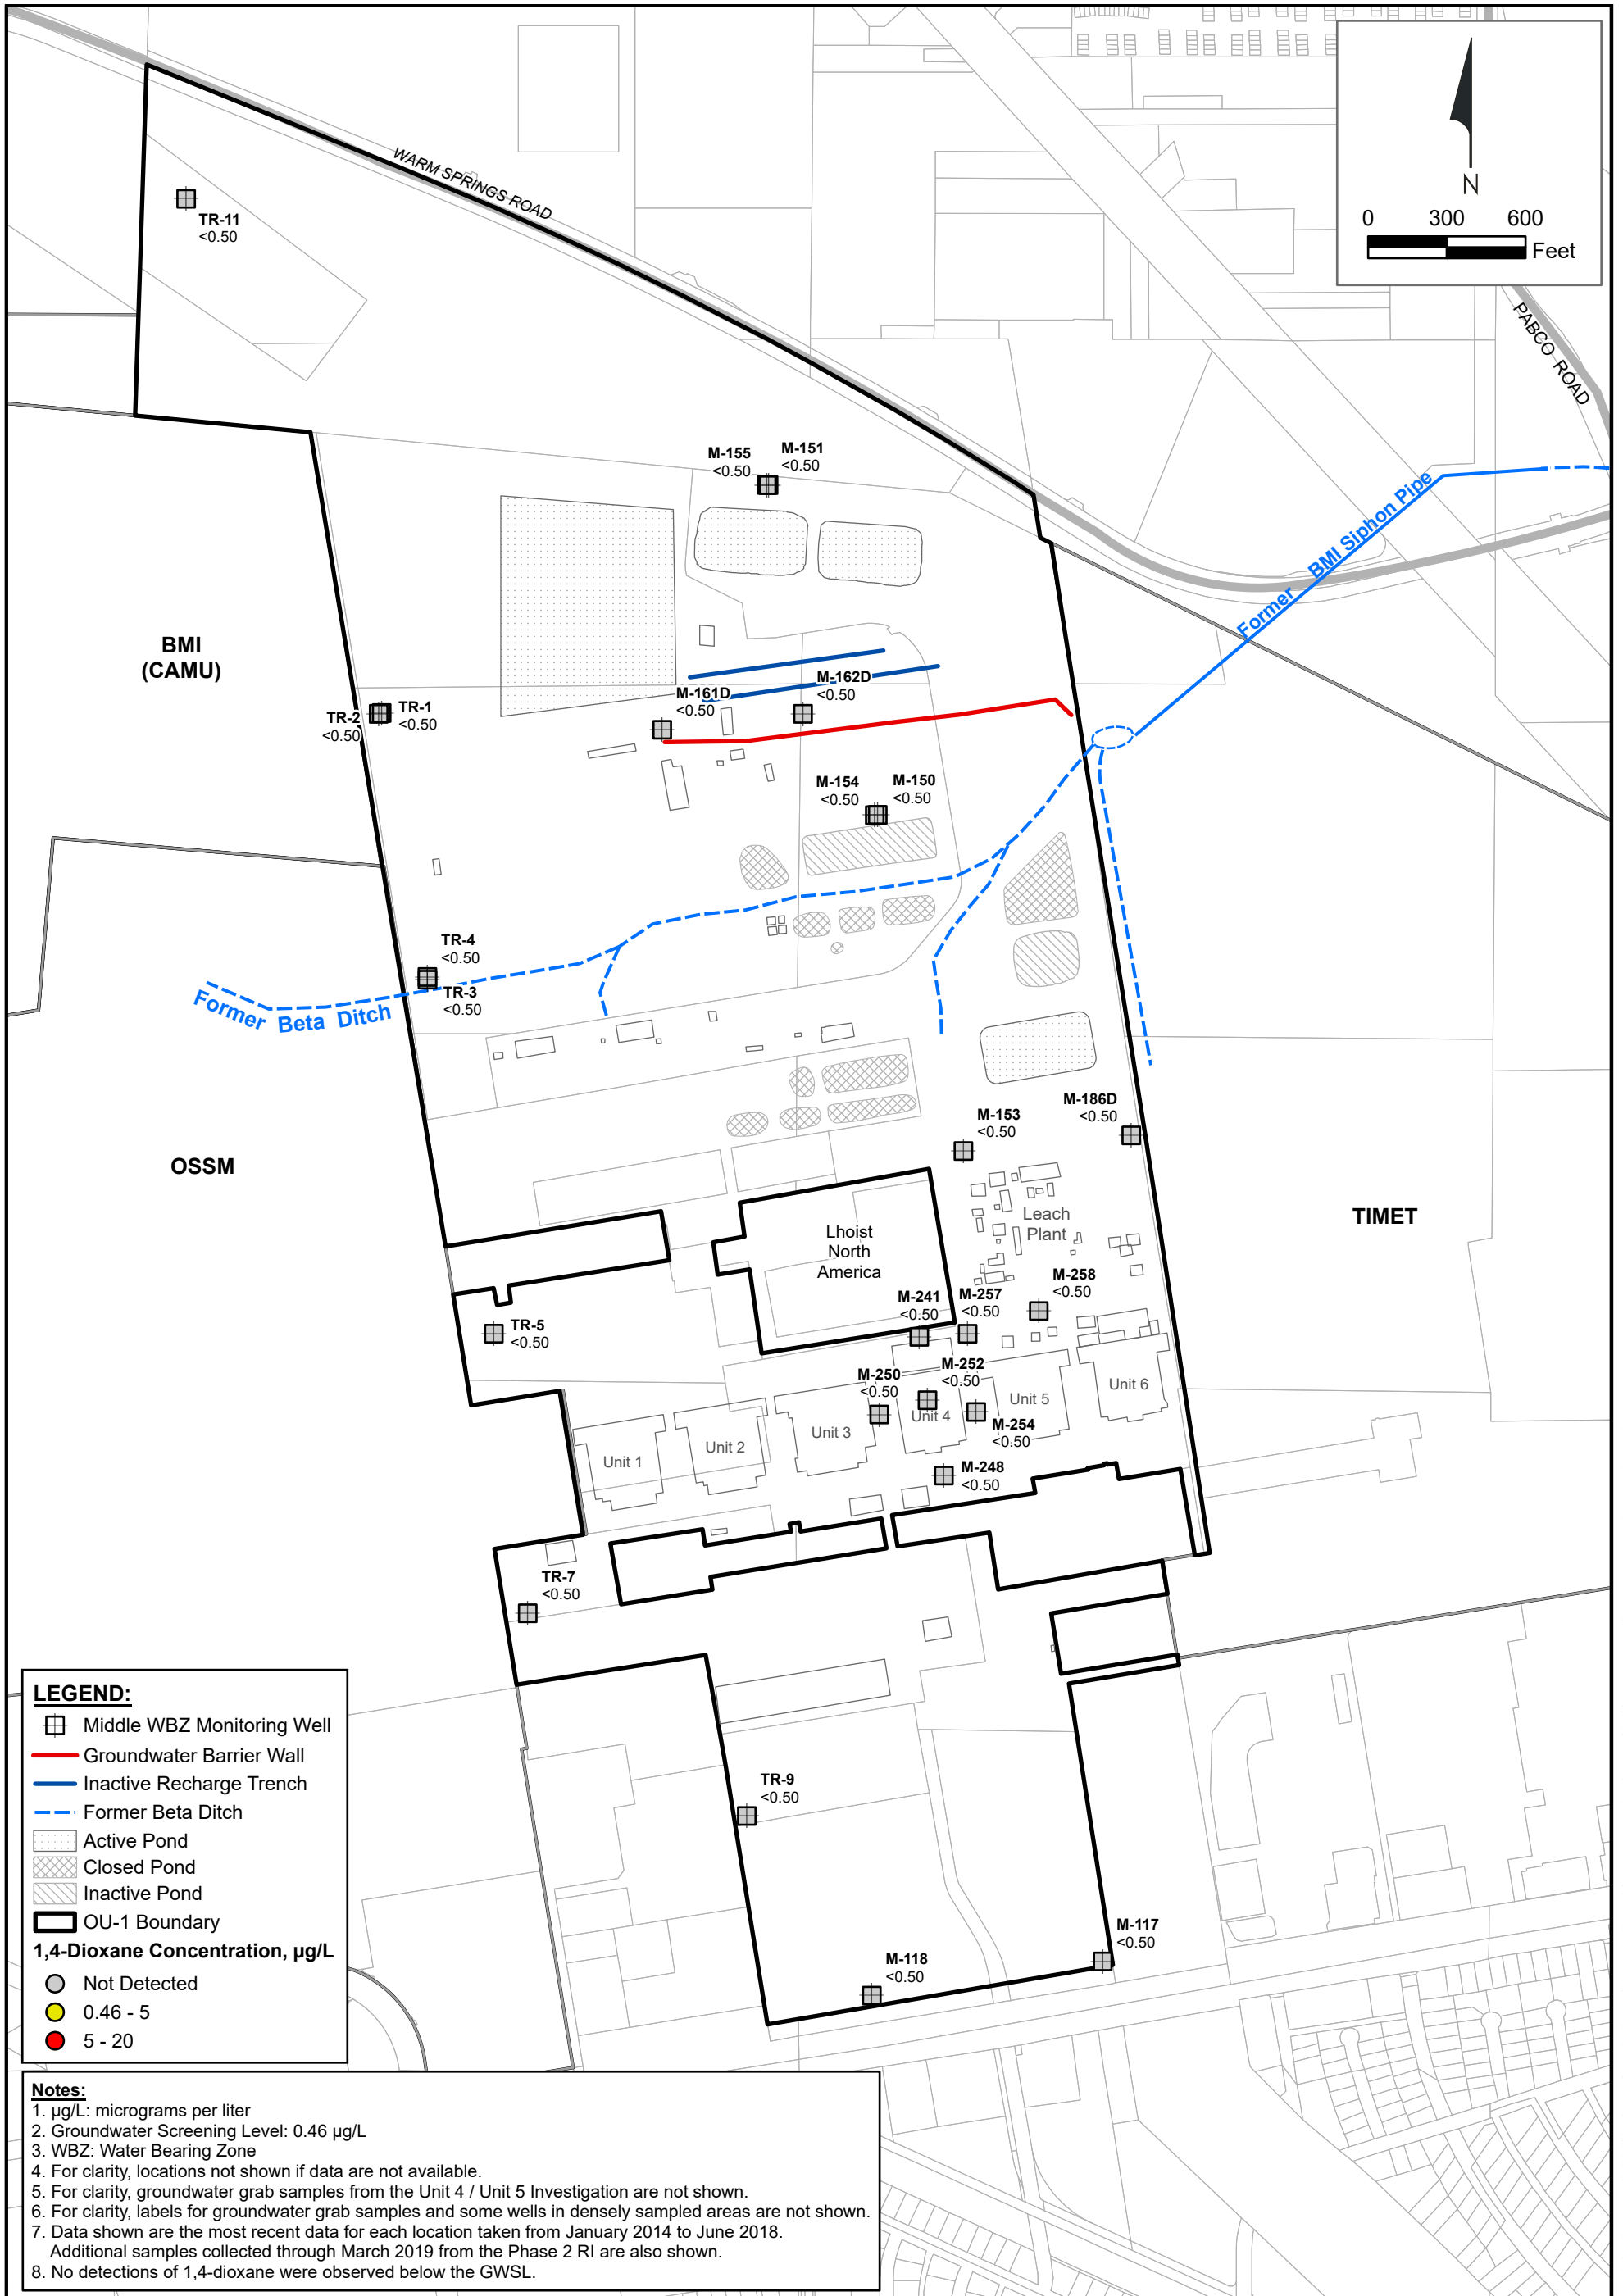 WARM SPRINGS ROAD
N
0 300 600
Feet
PABCO ROAD
TR-11
<0.50
M-155
<0.50
M-151
<0.50
Former BMI Siphon Pipe
BMI
(CAMU)
TR-2
<0.50
TR-1
<0.50
M-161D
<0.50
M-162D
<0.50
M-154
<0.50
M-150
<0.50
TR-4
<0.50
TR-3
<0.50
Former Beta Ditch
OSSM
M-153
<0.50
M-186D
<0.50
Leach
Plant
TIMET
Lhoist
North
America
M-241
<0.50
M-257
<0.50
M-258
<0.50
TR-5
<0.50
M-250
<0.50
M-252
<0.50
M-254
<0.50
Unit 1
Unit 2
Unit 3
Unit 4
Unit 5
Unit 6
M-248
<0.50
TR-7
<0.50
TR-9
<0.50
M-118
<0.50
M-117
<0.50
LEGEND:
Middle WBZ Monitoring Well
Groundwater Barrier Wall
Inactive Recharge Trench
Former Beta Ditch
Active Pond
Closed Pond
Inactive Pond
OU-1 Boundary
1,4-Dioxane Concentration, µg/L
Not Detected
0.46 - 5
5 - 20
Notes:
1. µg/L: micrograms per liter
2. Groundwater Screening Level: 0.46 µg/L
3. WBZ: Water Bearing Zone
4. For clarity, locations not shown if data are not available.
5. For clarity, groundwater grab samples from the Unit 4 / Unit 5 Investigation are not shown.
6. For clarity, labels for groundwater grab samples and some wells in densely sampled areas are not shown.
7. Data shown are the most recent data for each location taken from January 2014 to June 2018.
Additional samples collected through March 2019 from the Phase 2 RI are also shown.
8. No detections of 1,4-dioxane were observed below the GWSL.